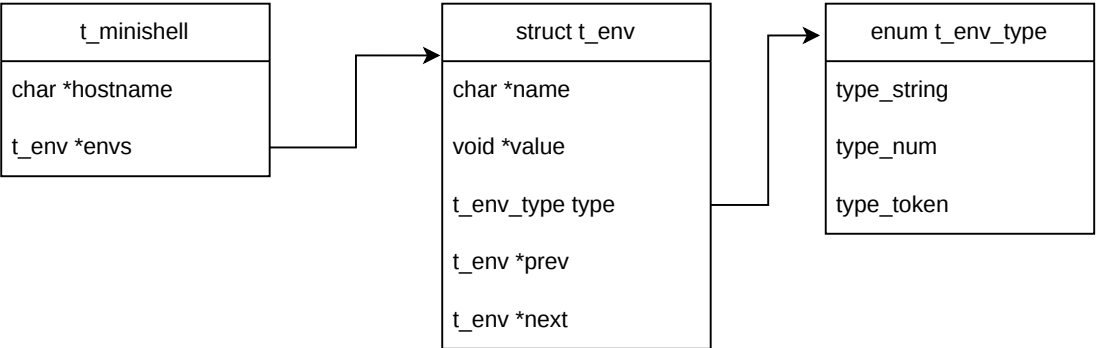 t_minishell
char *hostname
t_env *envs
struct t_env
char *name
void *value
t_env_type type
t_env *prev
t_env *next
enum t_env_type
type_string
type_num
type_token